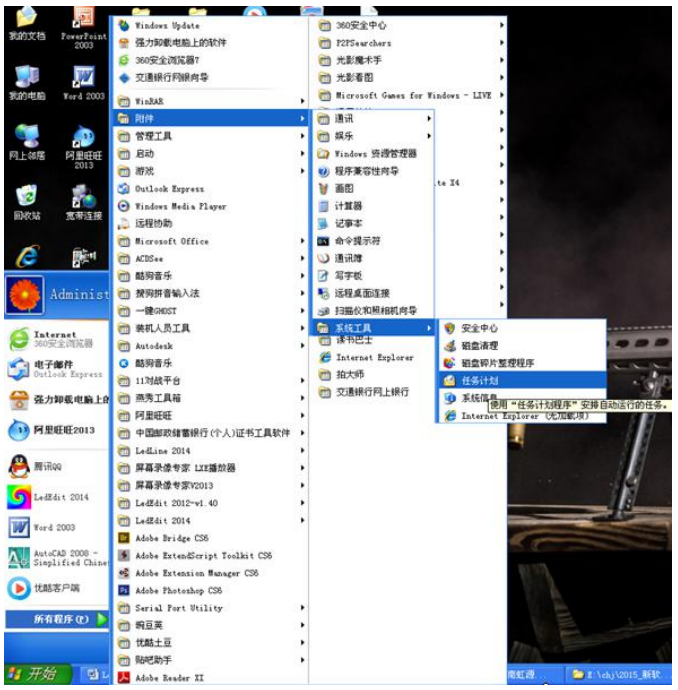 我的文档
PowerPoint
2003
我的电脑
Word 2003
网上邻居
阿里旺旺
2013
回收站
宽带连接
Administ
Internet
360安全浏览器
电子邮件
Outlook Express
强力卸载电脑上的
阿里旺旺2013
腾讯QQ
LedEdit 2014
Word 2003
AutoCAD 2008 -
Simplified Chines
优酷客户端
所有程序(P)
开始
Windows Update
强力卸载电脑上的软件
360安全浏览器7
交通银行网银向导
WinRAR
附件
管理工具
启动
游戏
Outlook Express
Windows Media Player
远程协助
Microsoft Office
ACDSee
酷狗音乐
搜狗拼音输入法
一键GHOST
装机人员工具
Autodesk
酷狗音乐
11对战平台
燕秀工具箱
阿里旺旺
中国邮政储蓄银行(个人)证书工具软件
LedLine 2014
屏幕录像专家 LXE播放器
屏幕录像专家V2013
LedEdit 2012-v1.40
LedEdit 2014
Adobe Bridge CS6
Adobe ExtendScript Toolkit CS6
Adobe Extension Manager CS6
Adobe Photoshop CS6
Serial Port Utility
豌豆荚
优酷土豆
贴吧助手
Adobe Reader XI
360安全中心
P2PSearchers
光影魔术手
光影看图
Microsoft Games for Windows - LIVE
te X4
通讯
娱乐
Windows 资源管理器
程序兼容性向导
画图
计算器
记事本
命令提示符
通讯簿
写字板
远程桌面连接
扫描仪和照相机向导
系统工具
读书巴士
Internet Explorer
拍大师
交通银行网上银行
安全中心
磁盘清理
磁盘碎片整理程序
任务计划
系统信息
使用“任务计划程序”安排自动运行的任务。
Internet Explorer (无加载项)
E:\chj\2015_新软...